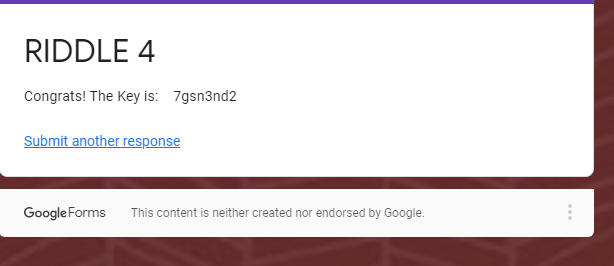 RIDDLE 4
Congrats! The Key is: 7gsn3nd2
Submit another response
Google Forms This content is neither created nor endorsed by Google.